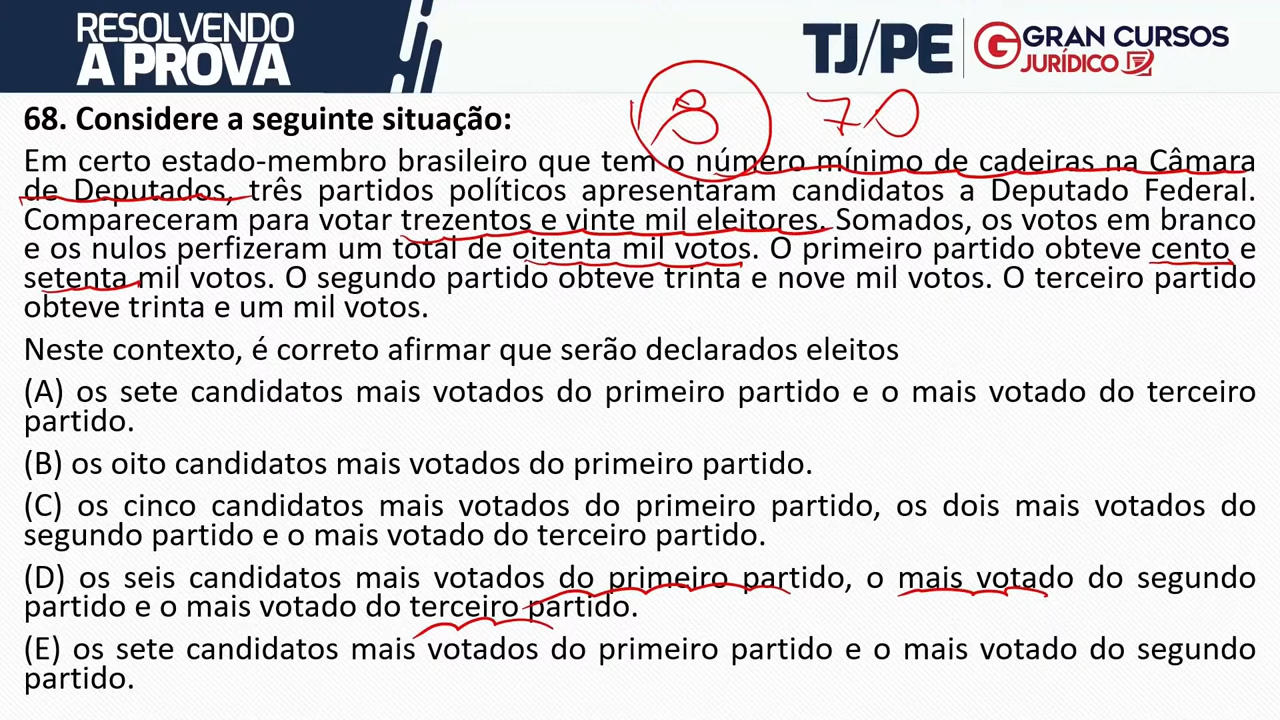 RESOLVENDO
A PROVA
TJ/PE
GRAN CURSOS
JURÍDICO
8 70
68. Considere a seguinte situação:
Em certo estado-membro brasileiro que tem o número mínimo de cadeiras na Câmara
de Deputados, três partidos políticos apresentaram candidatos a Deputado Federal.
Compareceram para votar trezentos e vinte mil eleitores. Somados, os votos em branco
e os nulos perfizeram um total de oitenta mil votos. O primeiro partido obteve cento e
setenta mil votos. O segundo partido obteve trinta e nove mil votos. O terceiro partido
obteve trinta e um mil votos.
Neste contexto, é correto afirmar que serão declarados eleitos
(A) os sete candidatos mais votados do primeiro partido e o mais votado do terceiro
partido.
(B) os oito candidatos mais votados do primeiro partido.
(C) os cinco candidatos mais votados do primeiro partido, os dois mais votados do
segundo partido e o mais votado do terceiro partido.
(D) os seis candidatos mais votados do primeiro partido, o mais votado do segundo
partido e o mais votado do terceiro partido.
(E) os sete candidatos mais votados do primeiro partido e o mais votado do segundo
partido.